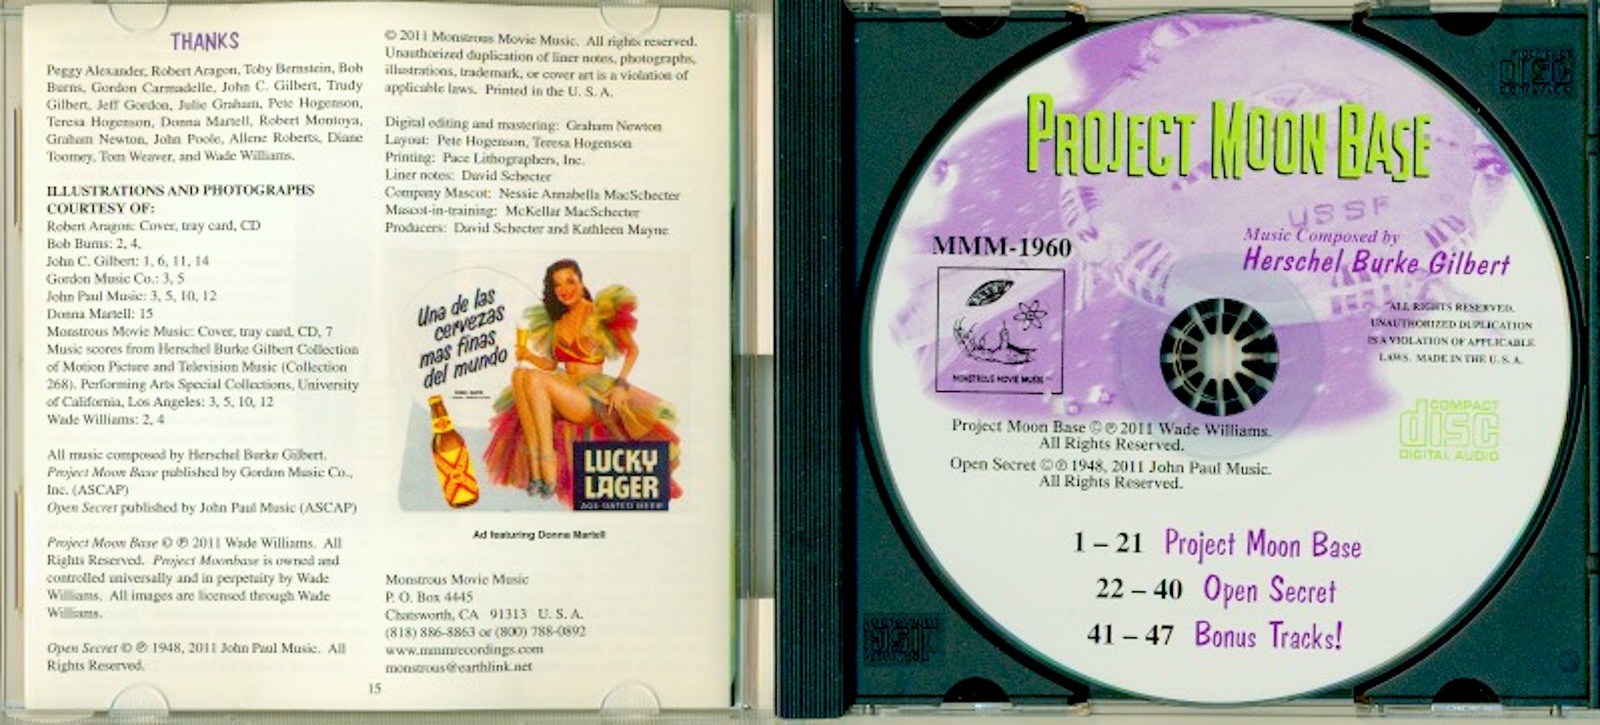 THANKS
Peggy Alexander, Robert Aragon, Toby Bernstein, Bob
Burns, Gordon Carmadelle, John C. Gilbert, Trudy
Gilbert, Jeff Gordon, Julie Graham, Pete Hogenson,
Teresa Hogenson, Donna Martell, Robert Montoya,
Graham Newton, John Poole, Allene Roberts, Diane
Toomey, Tom Weaver, and Wade Williams.
ILLUSTRATIONS AND PHOTOGRAPHS
COURTESY OF:
Robert Aragon: Cover, tray card, CD
Bob Burns: 2, 4,
John C. Gilbert: 1, 6, 11, 14
Gordon Music Co.: 3, 5
John Paul Music: 3, 5, 10, 12
Donna Martell: 15
Monstrous Movie Music: Cover, tray card, CD, 7
Music scores from Herschel Burke Gilbert Collection
of Motion Picture and Television Music (Collection
268). Performing Arts Special Collections, University
of California, Los Angeles: 3, 5, 10, 12
Wade Williams: 2, 4
All music composed by Herschel Burke Gilbert.
Project Moon Base published by Gordon Music Co.,
Inc. (ASCAP)
Open Secret published by John Paul Music (ASCAP)
Project Moon Base © ℗ 2011 Wade Williams. All
Rights Reserved. Project Moonbase is owned and
controlled universally and in perpetuity by Wade
Williams. All images are licensed through Wade
Williams.
Open Secret © ℗ 1948, 2011 John Paul Music. All
Rights Reserved.
© 2011 Monstrous Movie Music. All rights reserved.
Unauthorized duplication of liner notes, photographs,
illustrations, trademark, or cover art is a violation of
applicable laws. Printed in the U. S. A.
Digital editing and mastering: Graham Newton
Layout: Pete Hogenson, Teresa Hogenson
Printing: Pace Lithographers, Inc.
Liner notes: David Schecter
Company Mascot: Nessie Annabella MacSchecter
Mascot-in-training: McKellar MacSchecter
Producers: David Schecter and Kathleen Mayne
Una de las
cervezas
mas finas
del mundo
LUCKY
LAGER
AGE-DATED BEER
Ad featuring Donna Martell
Monstrous Movie Music
P. O. Box 4445
Chatsworth, CA 91313 U. S. A.
(818) 886-8863 or (800) 788-0892
www.mmmrecordings.com
monstrous@earthlink.net
15
PROJECT MOON BASE
USSF
Music Composed by
Herschel Burke Gilbert
MMM-1960
MONSTROUS MOVIE MUSIC
"ALL RIGHTS RESERVED.
UNAUTHORIZED DUPLICATION
IS A VIOLATION OF APPLICABLE
LAWS. MADE IN THE U. S. A.
COMPACT
disc
DIGITAL AUDIO
Project Moon Base © ℗ 2011 Wade Williams.
All Rights Reserved.
Open Secret © ℗ 1948, 2011 John Paul Music.
All Rights Reserved.
1 – 21 Project Moon Base
22 – 40 Open Secret
41 – 47 Bonus Tracks!